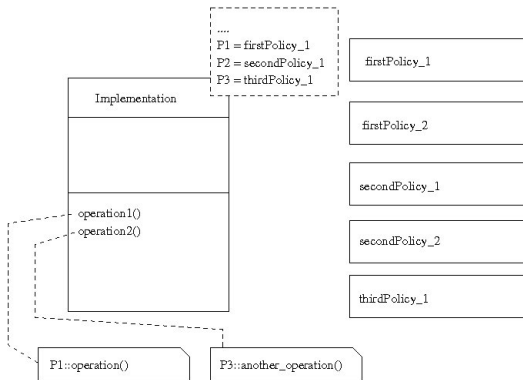 ....
P1 = firstPolicy_1
P2 = secondPolicy_1
P3 = thirdPolicy_1
Implementation
operation1()
operation2()
firstPolicy_1
firstPolicy_2
secondPolicy_1
secondPolicy_2
thirdPolicy_1
P1::operation()
P3::another_operation()